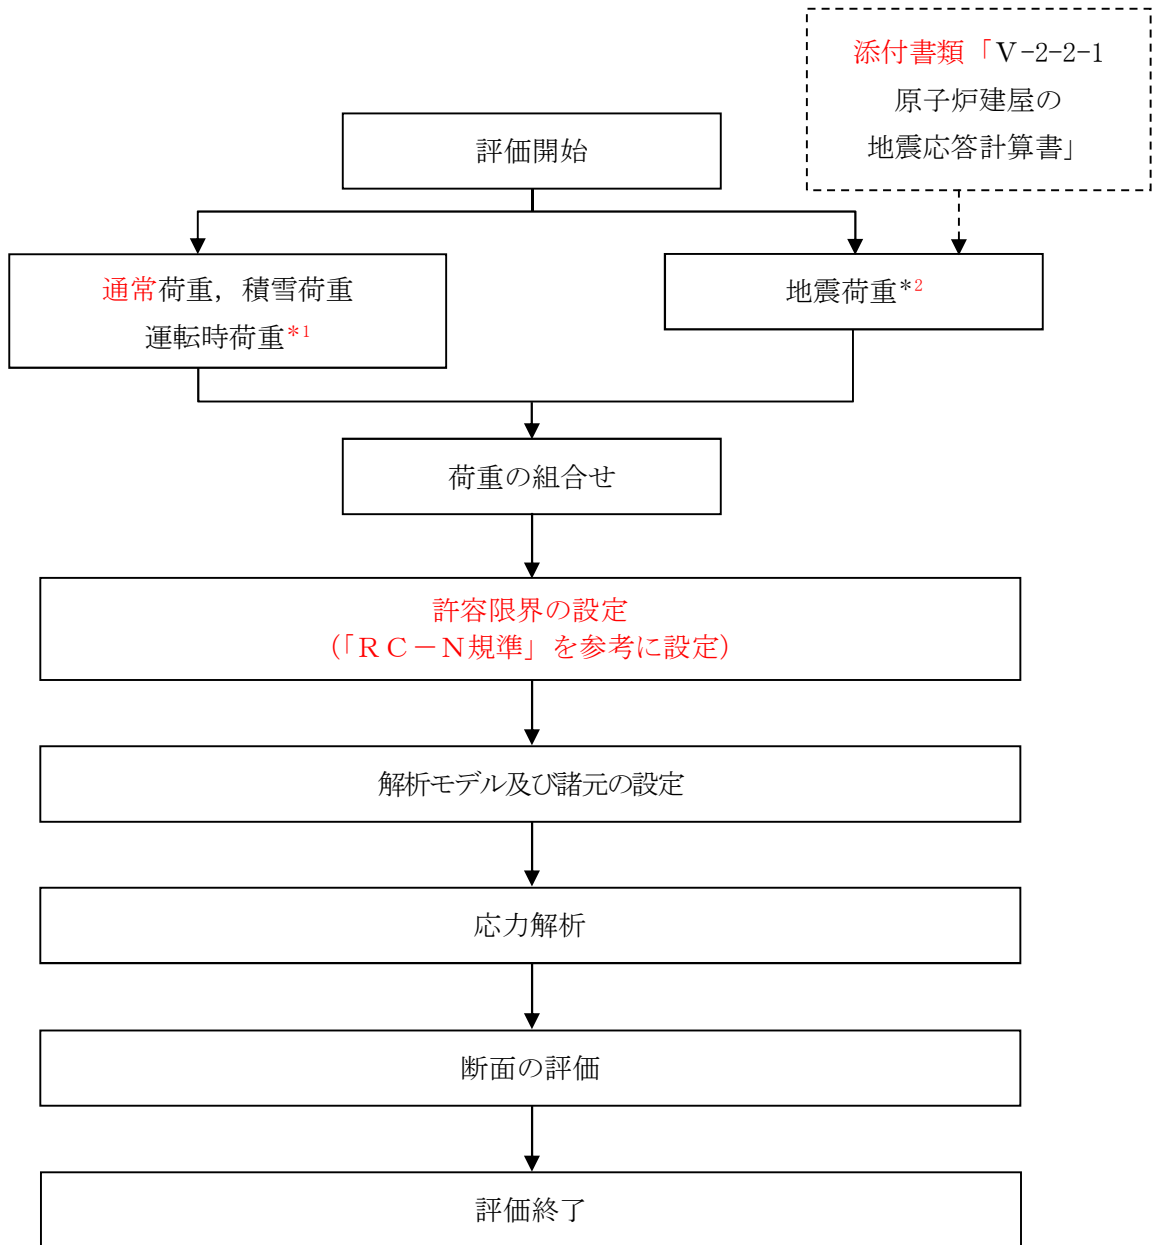 添付書類「Ⅴ-2-2-1
原子炉建屋の
地震応答計算書」
評価開始
通常荷重，積雪荷重
運転時荷重*1
地震荷重*2
荷重の組合せ
許容限界の設定
（「ＲＣ－Ｎ規準」を参考に設定）
解析モデル及び諸元の設定
応力解析
断面の評価
評価終了